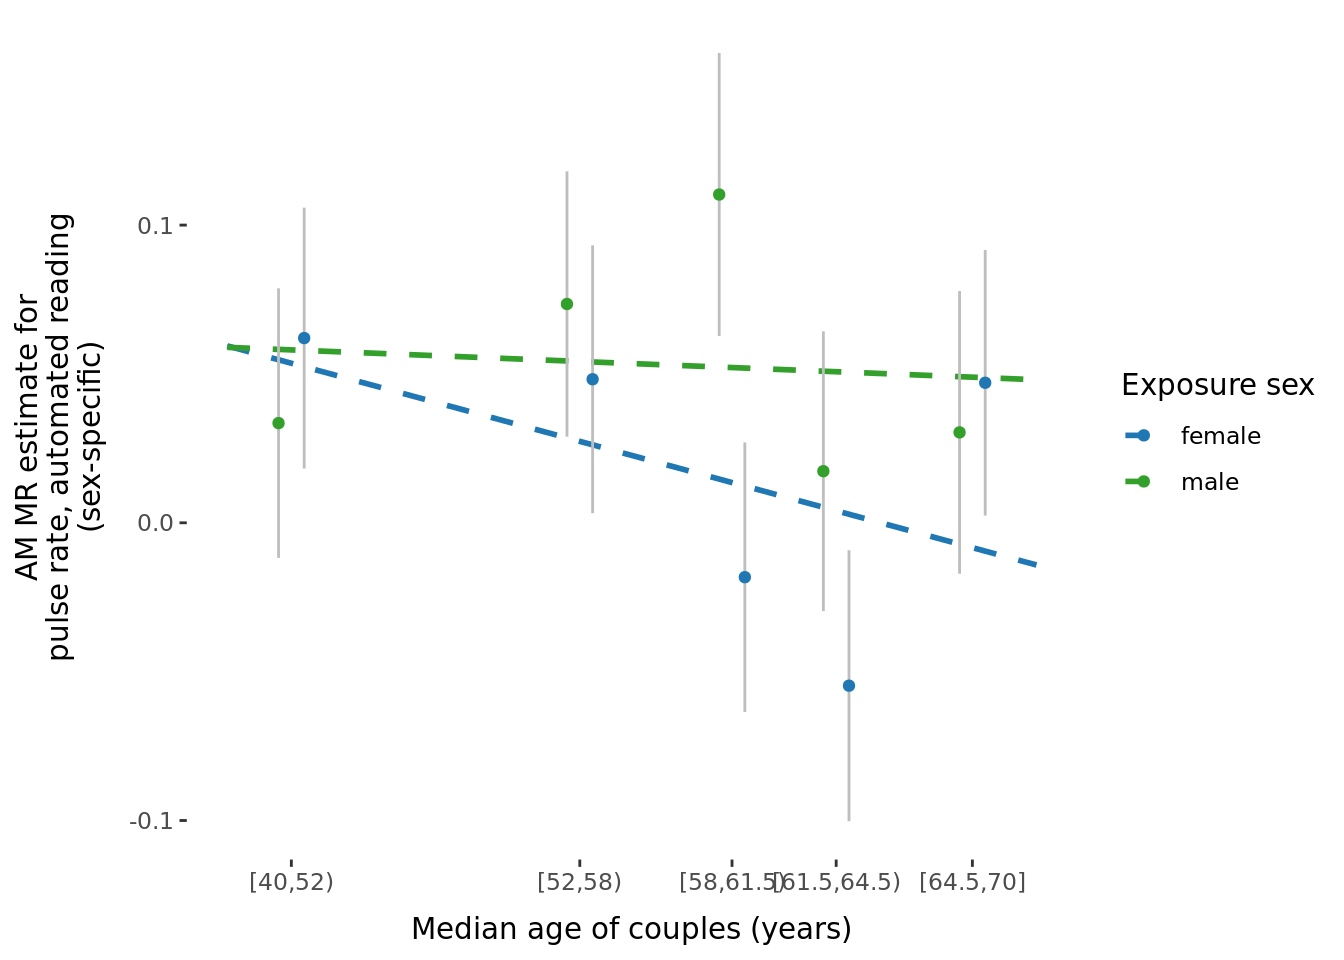 AM MR estimate for
pulse rate, automated reading
(sex-specific)
0.1
0.0
-0.1
[40,52)
[52,58)
[58,61.5)
[61.5,64.5)
[64.5,70]
Median age of couples (years)
Exposure sex
female
male